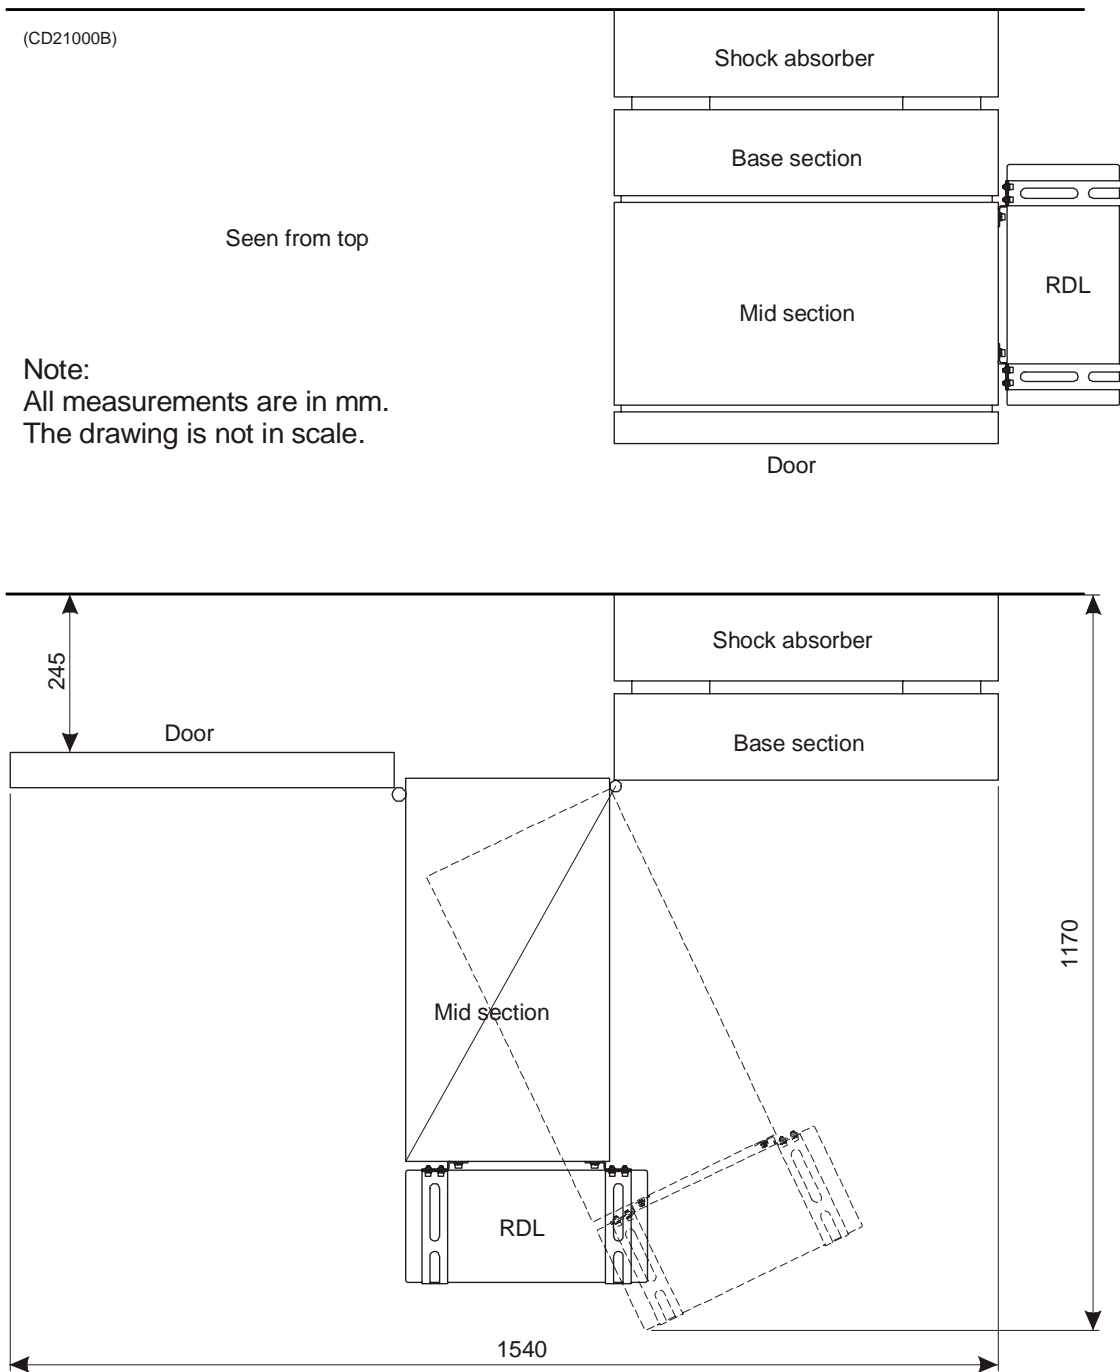 (CD21000B)
Shock absorber
Base section
Seen from top
RDL
Mid section
Note:
All measurements are in mm.
The drawing is not in scale.
Door
Shock absorber
245
Door
Base section
1170
Mid section
RDL
1540